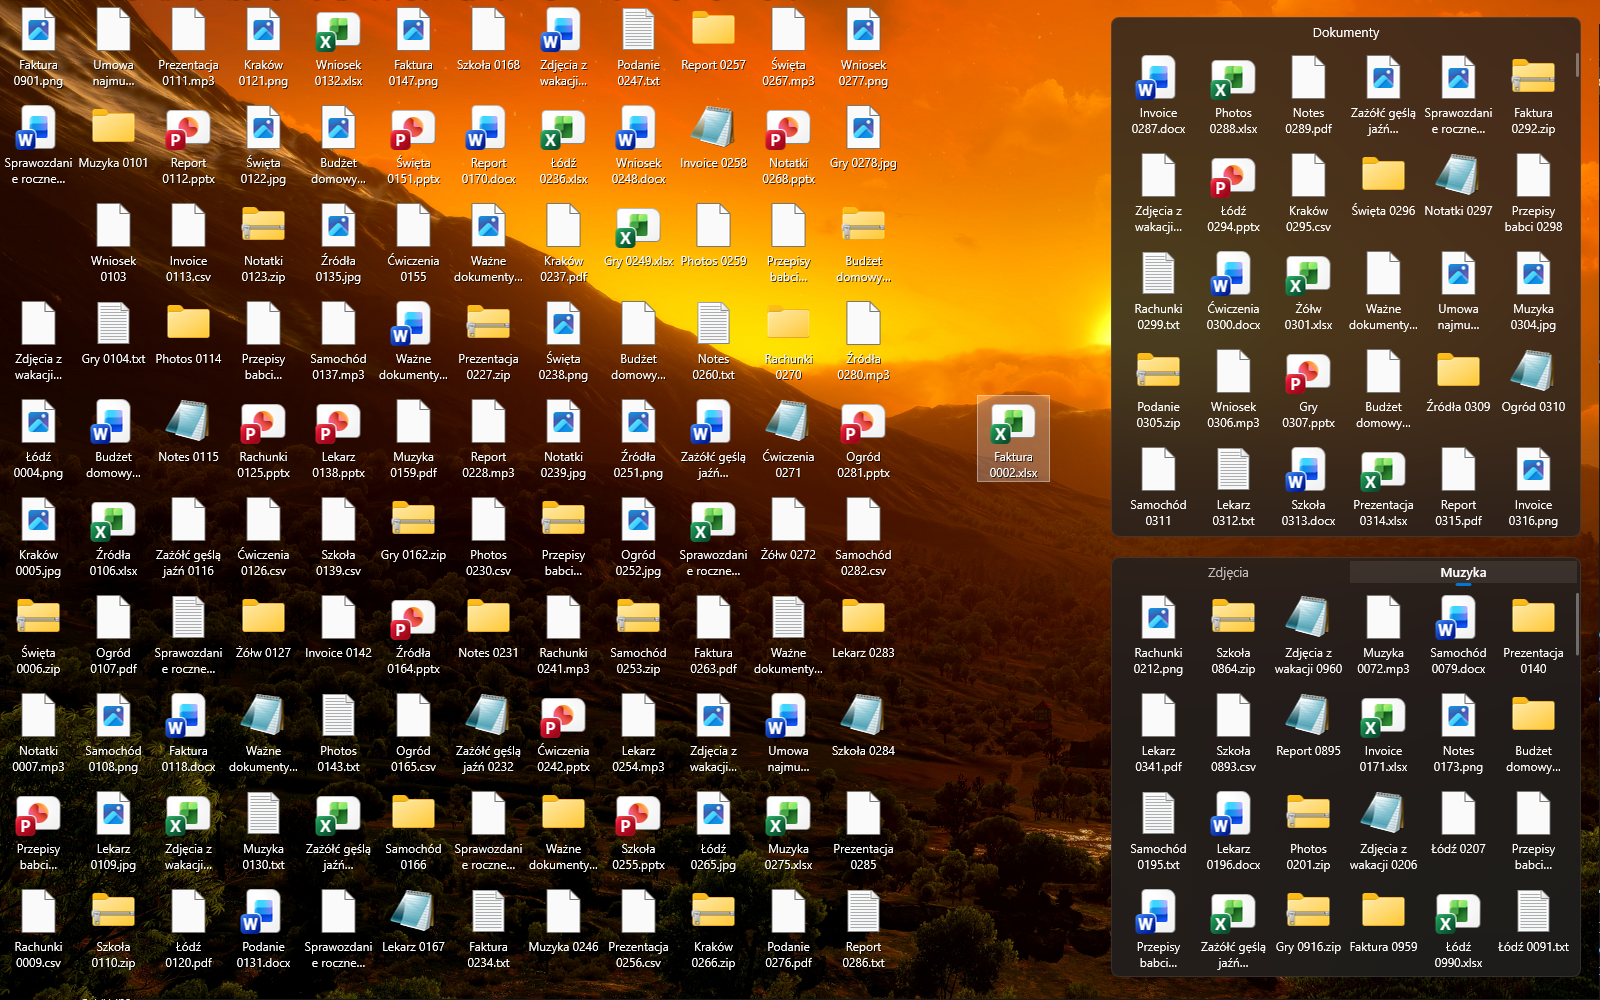 Faktura
0901.png
Umowa
najmu...
Prezentacja
0111.mp3
Kraków
0121.png
Wniosek
0132.xlsx
Faktura
0147.png
Szkoła 0168
Zdjęcia z
wakacji...
Podanie
0247.txt
Report 0257
Święta
0267.mp3
Wniosek
0277.png
Sprawozdani
e roczne...
Muzyka 0101
Report
0112.pptx
Święta
0122.jpg
Budżet
domowy...
Święta
0151.pptx
Report
0170.docx
Łódź
0236.xlsx
Wniosek
0248.docx
Invoice 0258
Notatki
0268.pptx
Gry 0278.jpg
Wniosek
0103
Invoice
0113.csv
Notatki
0123.zip
Źródła
0135.jpg
Ćwiczenia
0155
Ważne
dokumenty...
Kraków
0237.pdf
Gry 0249.xlsx
Photos 0259
Przepisy
babci...
Budżet
domowy...
Zdjęcia z
wakacji...
Gry 0104.txt
Photos 0114
Przepisy
babci...
Samochód
0137.mp3
Ważne
dokumenty...
Prezentacja
0227.zip
Święta
0238.png
Budżet
domowy...
Notes
0260.txt
Rachunki
0270
Źródła
0280.mp3
Łódź
0004.png
Budżet
domowy...
Notes 0115
Rachunki
0125.pptx
Lekarz
0138.pptx
Muzyka
0159.pdf
Report
0228.mp3
Notatki
0239.jpg
Źródła
0251.png
Zażółć gęślą
jaźń...
Ćwiczenia
0271
Ogród
0281.pptx
Faktura
0002.xlsx
Kraków
0005.jpg
Źródła
0106.xlsx
Zażółć gęślą
jaźń 0116
Ćwiczenia
0126.csv
Szkoła
0139.csv
Gry 0162.zip
Photos
0230.csv
Przepisy
babci...
Ogród
0252.jpg
Sprawozdani
e roczne...
Żółw 0272
Samochód
0282.csv
Święta
0006.zip
Ogród
0107.pdf
Sprawozdani
e roczne...
Żółw 0127
Invoice 0142
Źródła
0164.pptx
Notes 0231
Rachunki
0241.mp3
Samochód
0253.zip
Faktura
0263.pdf
Ważne
dokumenty...
Lekarz 0283
Notatki
0007.mp3
Samochód
0108.png
Faktura
0118.docx
Ważne
dokumenty...
Photos
0143.txt
Ogród
0165.csv
Zażółć gęślą
jaźń 0232
Ćwiczenia
0242.pptx
Lekarz
0254.mp3
Zdjęcia z
wakacji...
Umowa
najmu...
Szkoła 0284
Przepisy
babci...
Lekarz
0109.jpg
Zdjęcia z
wakacji...
Muzyka
0130.txt
Zażółć gęślą
jaźń...
Samochód
0166
Sprawozdani
e roczne...
Ważne
dokumenty...
Szkoła
0255.pptx
Łódź
0265.jpg
Muzyka
0275.xlsx
Prezentacja
0285
Rachunki
0009.csv
Szkoła
0110.zip
Łódź
0120.pdf
Podanie
0131.docx
Sprawozdani
e roczne...
Lekarz 0167
Faktura
0234.txt
Muzyka 0246
Prezentacja
0256.csv
Kraków
0266.zip
Podanie
0276.pdf
Report
0286.txt
Dokumenty
Invoice
0287.docx
Photos
0288.xlsx
Notes
0289.pdf
Zażółć gęślą
jaźń...
Sprawozdani
e roczne...
Faktura
0292.zip
Zdjęcia z
wakacji...
Łódź
0294.pptx
Kraków
0295.csv
Święta 0296
Notatki 0297
Przepisy
babci 0298
Rachunki
0299.txt
Ćwiczenia
0300.docx
Żółw
0301.xlsx
Ważne
dokumenty...
Umowa
najmu...
Muzyka
0304.jpg
Podanie
0305.zip
Wniosek
0306.mp3
Gry
0307.pptx
Budżet
domowy...
Źródła 0309
Ogród 0310
Samochód
0311
Lekarz
0312.txt
Szkoła
0313.docx
Prezentacja
0314.xlsx
Report
0315.pdf
Invoice
0316.png
Zdjęcia
Muzyka
Rachunki
0212.png
Szkoła
0864.zip
Zdjęcia z
wakacji 0960
Muzyka
0072.mp3
Samochód
0079.docx
Prezentacja
0140
Lekarz
0341.pdf
Szkoła
0893.csv
Report 0895
Invoice
0171.xlsx
Notes
0173.png
Budżet
domowy...
Samochód
0195.txt
Lekarz
0196.docx
Photos
0201.zip
Zdjęcia z
wakacji 0206
Łódź 0207
Przepisy
babci...
Przepisy
babci...
Zażółć gęślą
jaźń...
Gry 0916.zip
Faktura 0959
Łódź
0990.xlsx
Łódź 0091.txt